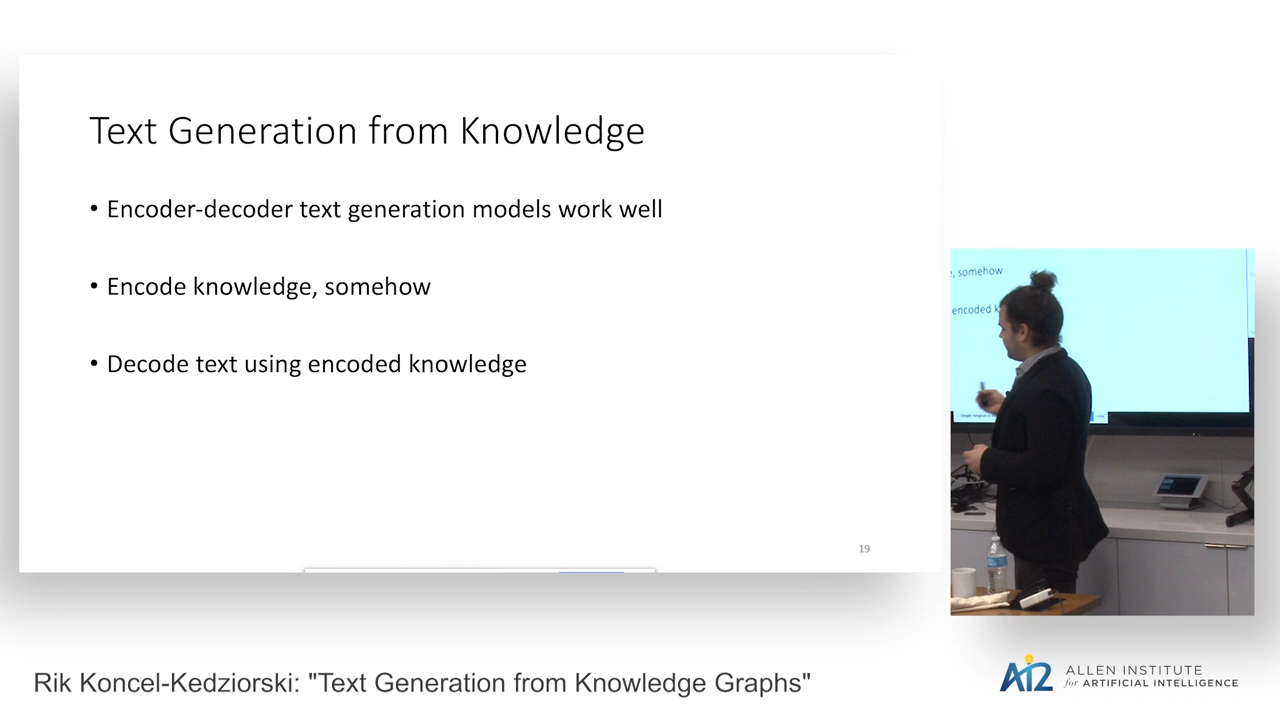 Text Generation from Knowledge
• Encoder-decoder text generation models work well
• Encode knowledge, somehow
• Decode text using encoded knowledge
19
, somehow
encoded k
Rik Koncel-Kedziorski: "Text Generation from Knowledge Graphs"
AI2
ALLEN INSTITUTE
for ARTIFICIAL INTELLIGENCE